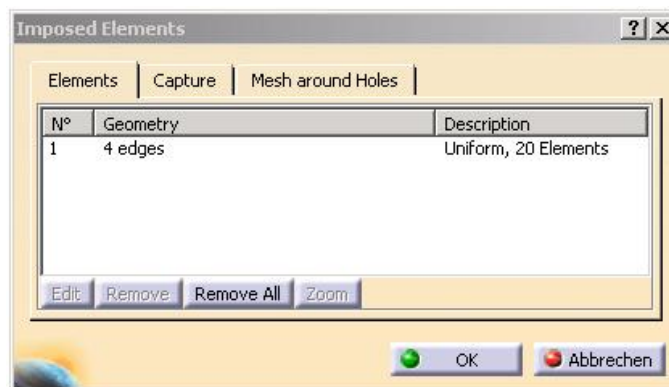 Imposed Elements
Elements Capture Mesh around Holes
N° Geometry Description
1 4 edges Uniform, 20 Elements
Edit Remove Remove All Zoom
OK Abbrechen